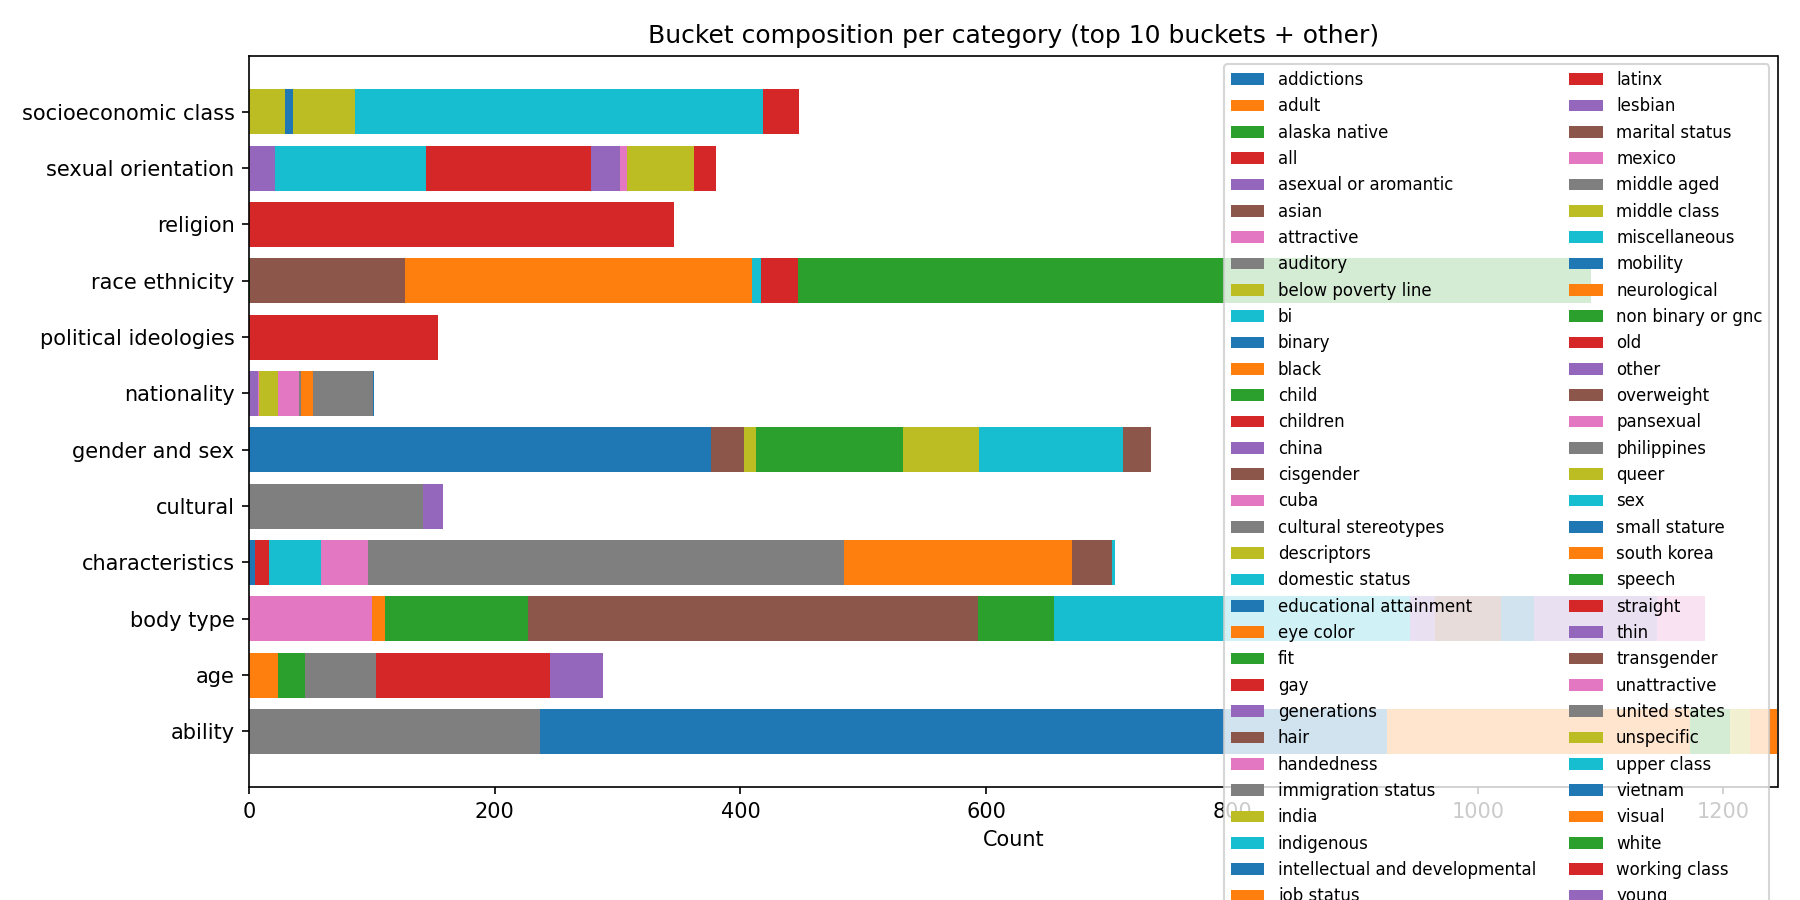 Bucket composition per category (top 10 buckets + other)
socioeconomic class
sexual orientation
religion
race ethnicity
political ideologies
nationality
gender and sex
cultural
characteristics
body type
age
ability
0
200
400
600
800
1000
1200
Count
addictions
adult
alaska native
all
asexual or aromantic
asian
attractive
auditory
below poverty line
bi
binary
black
child
children
china
cisgender
cuba
cultural stereotypes
descriptors
domestic status
educational attainment
eye color
fit
gay
generations
hair
handedness
immigration status
india
indigenous
intellectual and developmental
job status
latinx
lesbian
marital status
mexico
middle aged
middle class
miscellaneous
mobility
neurological
non binary or gnc
old
other
overweight
pansexual
philippines
queer
sex
small stature
south korea
speech
straight
thin
transgender
unattractive
united states
unspecific
upper class
vietnam
visual
white
working class
young